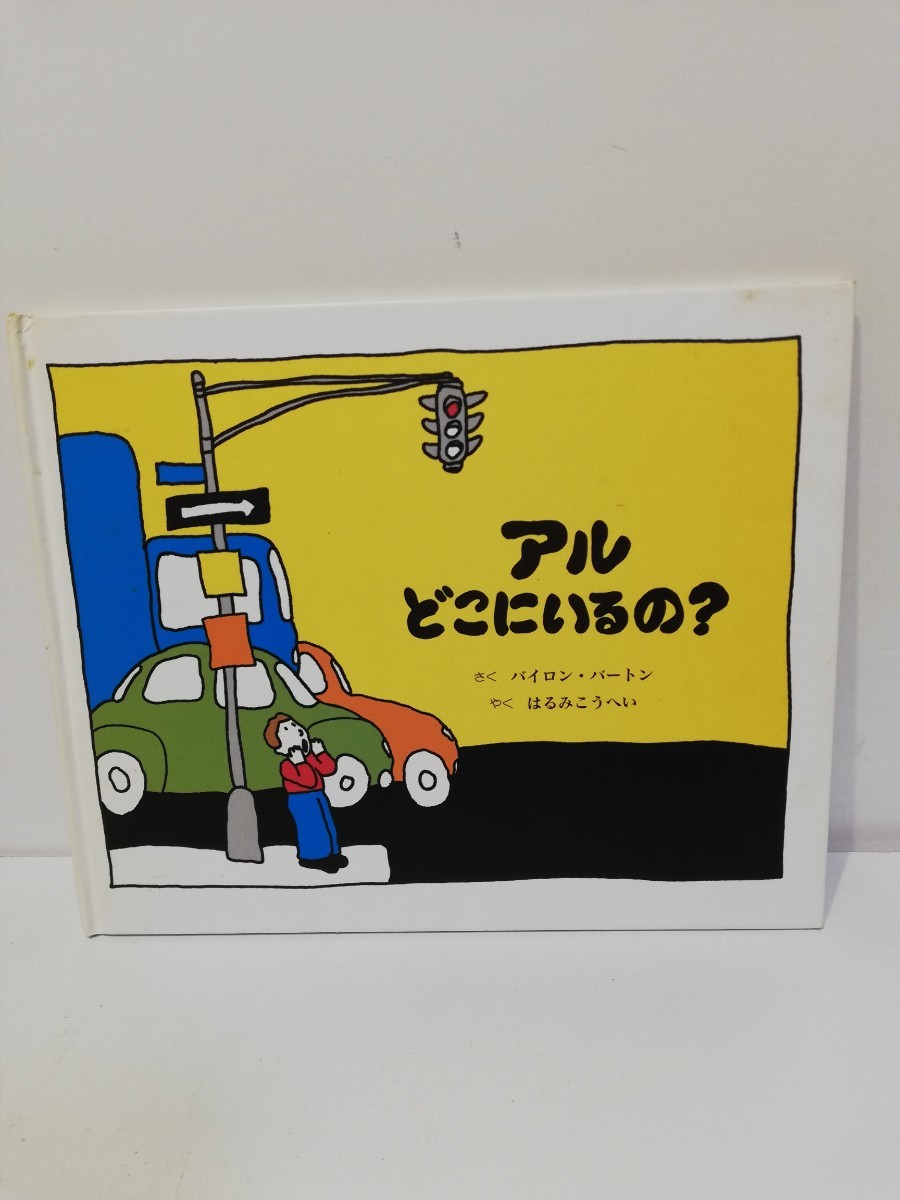 アル
どこにいるの?
さく バイロン・バートン
やく はるみこうへい